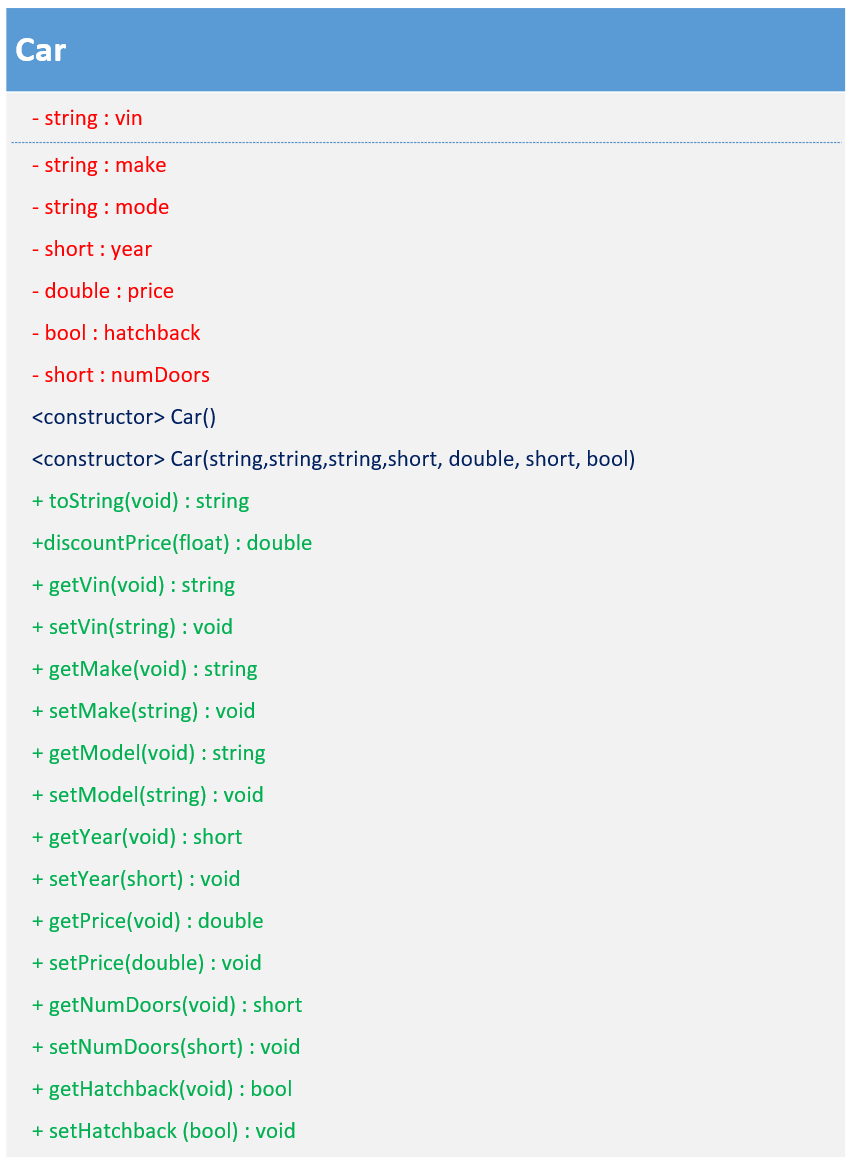 Car
- string : vin
- string : make
- string : mode
- short : year
- double : price
- bool : hatchback
- short : numDoors
<constructor> Car()
<constructor> Car(string,string,string,short, double, short, bool)
+ toString(void) : string
+discountPrice(float) : double
+ getVin(void) : string
+ setVin(string) : void
+ getMake(void) : string
+ setMake(string) : void
+ getModel(void) : string
+ setModel(string) : void
+ getYear(void) : short
+ setYear(short) : void
+ getPrice(void) : double
+ setPrice(double) : void
+ getNumDoors(void) : short
+ setNumDoors(short) : void
+ getHatchback(void) : bool
+ setHatchback (bool) : void